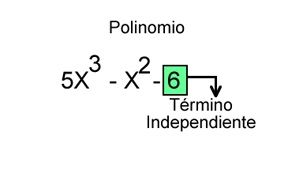 Polinomio
5X³ - X² - 6
Término
Independiente